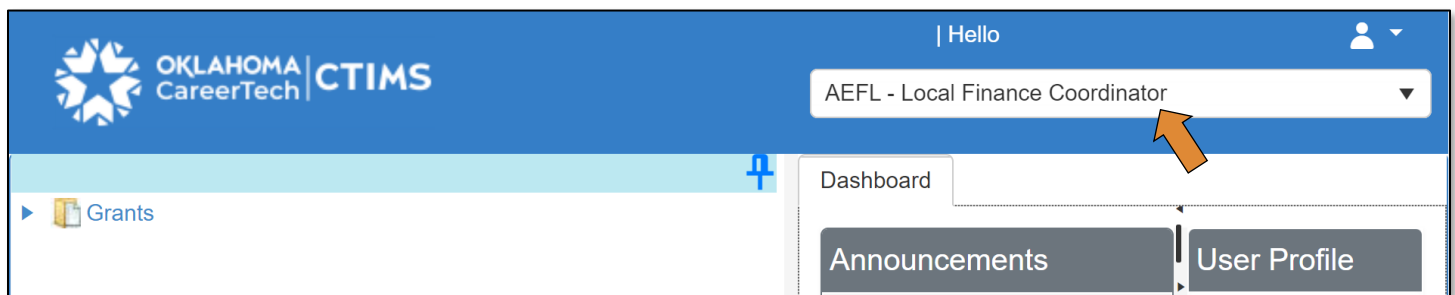 | Hello
OKLAHOMA
CareerTech | CTIMS
AEFL - Local Finance Coordinator
Dashboard
Grants
Announcements
User Profile